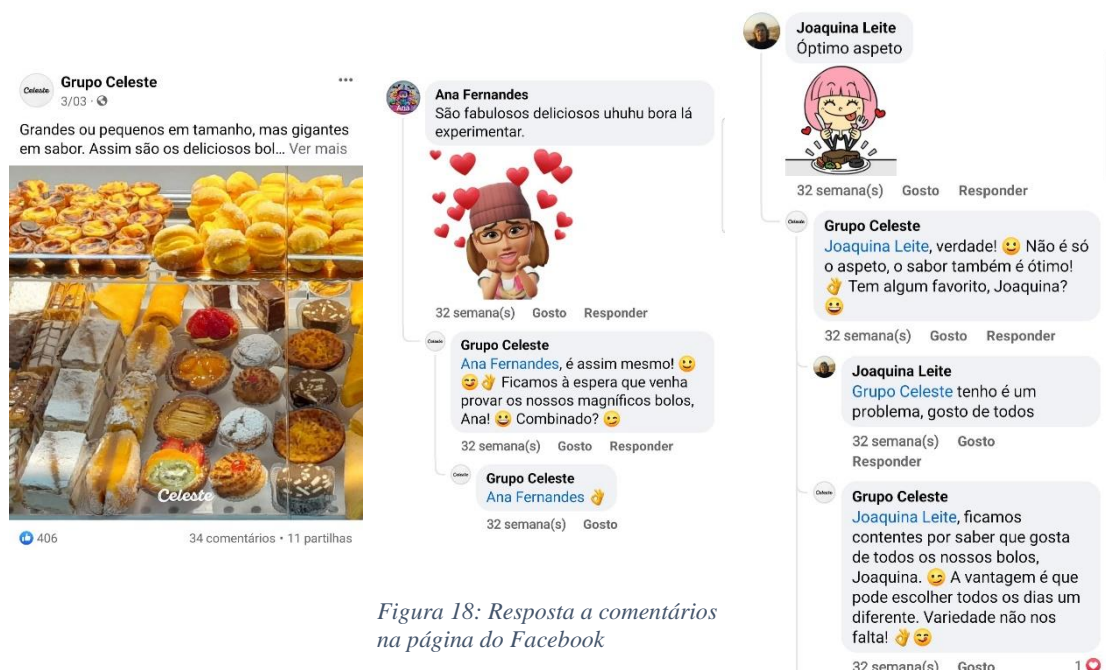 Celeste
Grupo Celeste
3/03
Grandes ou pequenos em tamanho, mas gigantes
em sabor. Assim são os deliciosos bol... Ver mais
Celeste
406
34 comentários • 11 partilhas
Ana
Ana Fernandes
São fabulosos deliciosos uhuhu bora lá
experimentar.
32 semana(s) Gosto Responder
Celeste
Grupo Celeste
Ana Fernandes, é assim mesmo! 😀
😊👌 Ficamos à espera que venha
provar os nossos magníficos bolos,
Ana! 😀 Combinado? 😉
32 semana(s) Gosto Responder
Celeste
Grupo Celeste
Ana Fernandes 👌
32 semana(s) Gosto
Figura 18: Resposta a comentários
na página do Facebook
Joaquina Leite
Óptimo aspeto
32 semana(s) Gosto Responder
Celeste
Grupo Celeste
Joaquina Leite, verdade! 😀 Não é só
o aspeto, o sabor também é ótimo!
👌 Tem algum favorito, Joaquina?
😀
32 semana(s) Gosto Responder
Joaquina Leite
Grupo Celeste tenho é um
problema, gosto de todos
32 semana(s) Gosto
Responder
Celeste
Grupo Celeste
Joaquina Leite, ficamos
contentes por saber que gosta
de todos os nossos bolos,
Joaquina. 😉 A vantagem é que
pode escolher todos os dias um
diferente. Variedade não nos
falta! 👌😊
32 semana(s) Gosto 1